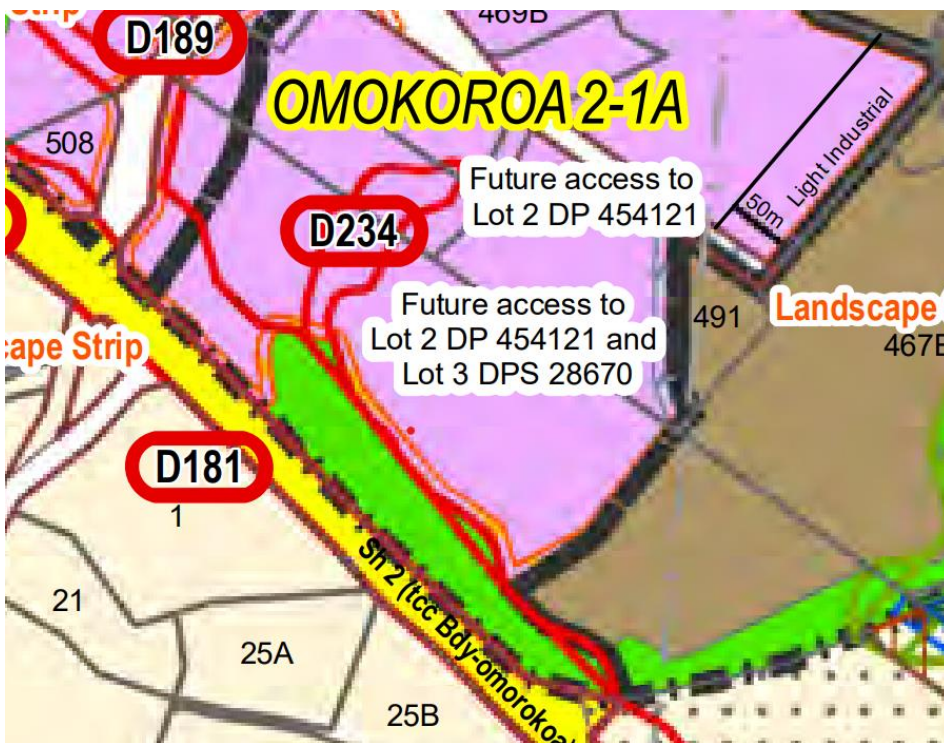 Strip
D189
469B
OMOKOROA 2-1A
508
Light Industrial
50m
Future access to
Lot 2 DP 454121
D234
Future access to
Lot 2 DP 454121 and
Lot 3 DPS 28670
491
Landscape
467E
cape Strip
D181
1
Sh 2 (tcc Bdy-omorokoa)
21
25A
25B